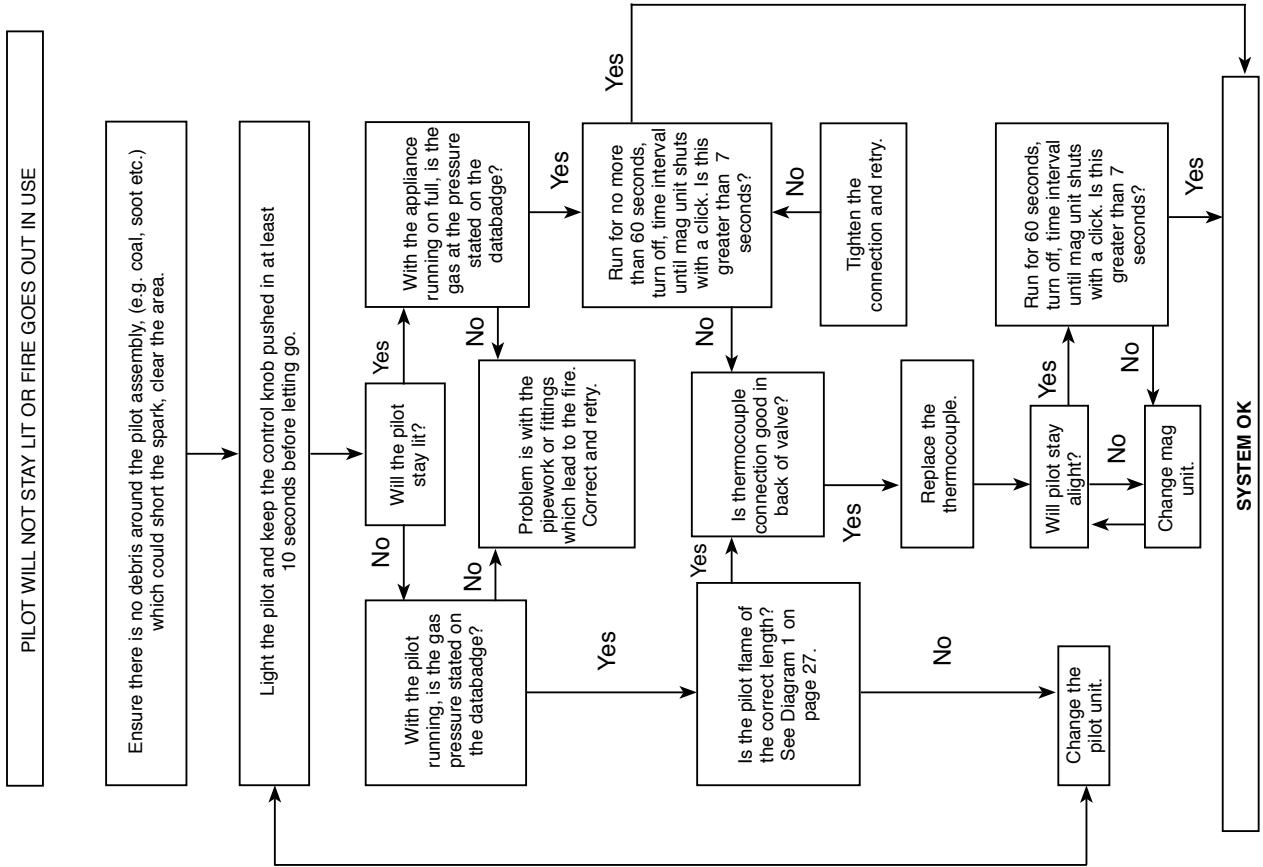 PILOT WILL NOT STAY LIT OR FIRE GOES OUT IN USE
Ensure there is no debris around the pilot assembly, (e.g. coal, soot etc.)
which could short the spark, clear the area.
Light the pilot and keep the control knob pushed in at least
10 seconds before letting go.
Will the pilot
stay lit?
No
Yes
With the pilot
running, is the gas
pressure stated on
the databadge?
With the appliance
running on full, is the
gas at the pressure
stated on the
databadge?
No
No
Problem is with the
pipework or fittings
which lead to the fire.
Correct and retry.
Yes
Yes
Run for no more
than 60 seconds,
turn off, time interval
until mag unit shuts
with a click. Is this
greater than 7
seconds?
Yes
Is the pilot flame of
the correct length?
See Diagram 1 on
page 27.
Yes
No
Is thermocouple
connection good in
back of valve?
No
Tighten the
connection and retry.
Yes
Replace the
thermocouple.
No
Change the
pilot unit.
Will pilot stay
alight?
Yes
Run for 60 seconds,
turn off, time interval
until mag unit shuts
with a click. Is this
greater than 7
seconds?
No
No
Change mag
unit.
Yes
SYSTEM OK